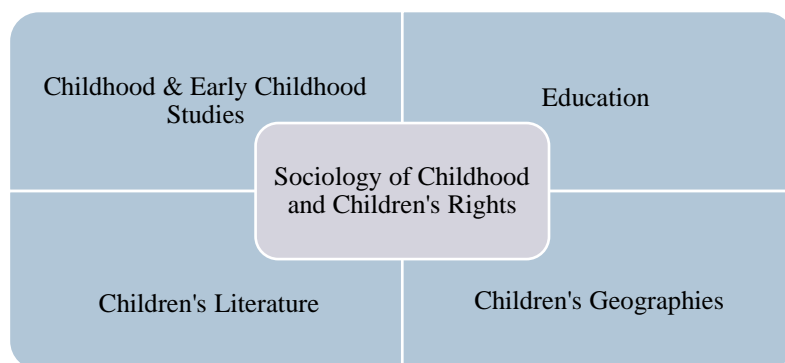 Childhood & Early Childhood
Studies
Education
Sociology of Childhood
and Children's Rights
Children's Literature
Children's Geographies